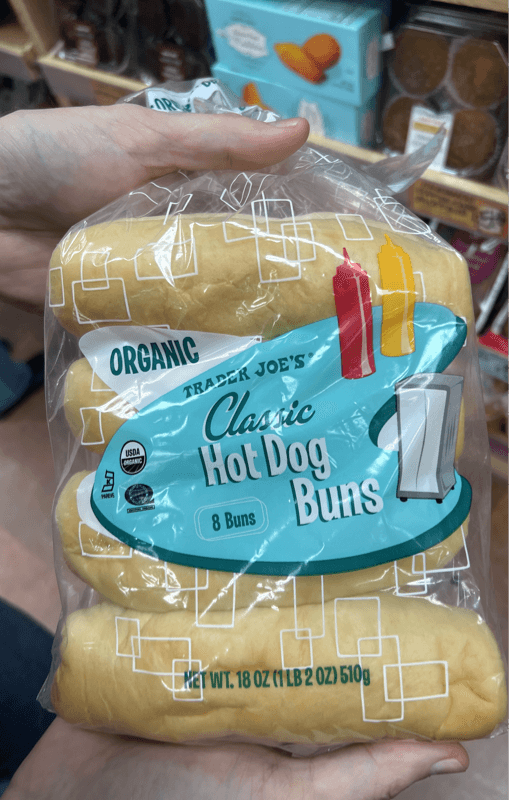 ORGANIC
TRADER JOE'S
Classic
Hot Dog
Buns
USDA
ORGANIC
PAREVE
8 Buns
NET WT. 18 OZ (1 LB 2 OZ) 510g